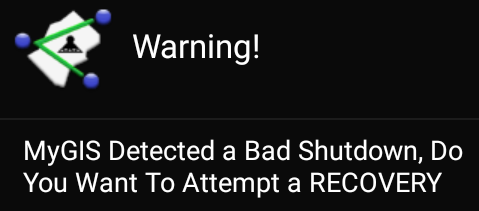 Warning!
MyGIS Detected a Bad Shutdown, Do
You Want To Attempt a RECOVERY